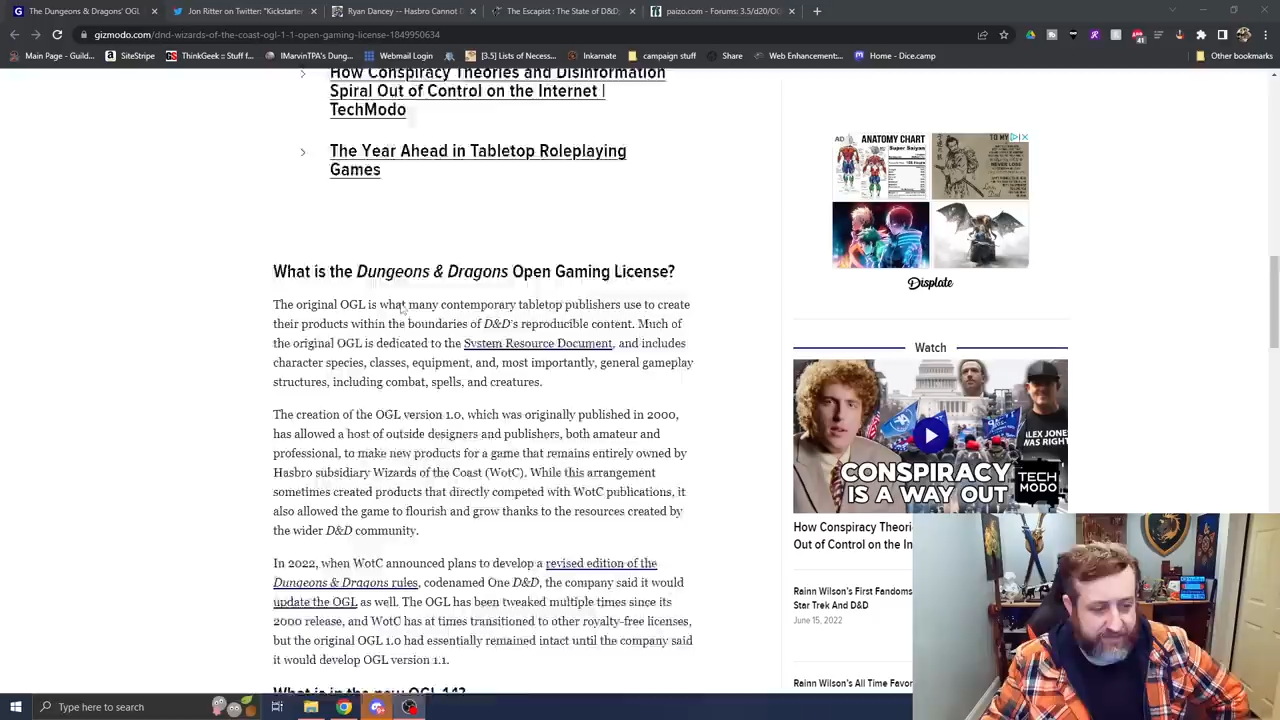 The Dungeons & Dragons' OGL
Jon Ritter on Twitter: "Kickstarte
Ryan Dancey -- Hasbro Cannot D
The Escapist : The State of D&D:
paizo.com - Forums: 3.5/d20/OG
gizmodo.com/dnd-wizards-of-the-coast-ogl-1-1-open-gaming-license-1849950634
Main Page - Guild...
SiteStripe
ThinkGeek :: Stuff f...
IMarvinTPA's Dung...
Webmail Login
[3.5] Lists of Necess...
Inkarnate
campaign stuff
Share
Web Enhancement:...
Home - Dice.camp
Other bookmarks
How Conspiracy Theories and Disinformation
Spiral Out of Control on the Internet |
TechModo
The Year Ahead in Tabletop Roleplaying
Games
What is the Dungeons & Dragons Open Gaming License?
The original OGL is what many contemporary tabletop publishers use to create
their products within the boundaries of D&D's reproducible content. Much of
the original OGL is dedicated to the System Resource Document, and includes
character species, classes, equipment, and, most importantly, general gameplay
structures, including combat, spells, and creatures.
The creation of the OGL version 1.0, which was originally published in 2000,
has allowed a host of outside designers and publishers, both amateur and
professional, to make new products for a game that remains entirely owned by
Hasbro subsidiary Wizards of the Coast (WotC). While this arrangement
sometimes created products that directly competed with WotC publications, it
also allowed the game to flourish and grow thanks to the resources created by
the wider D&D community.
In 2022, when WotC announced plans to develop a revised edition of the
Dungeons & Dragons rules, codenamed One D&D, the company said it would
update the OGL as well. The OGL has been tweaked multiple times since its
2000 release, and WotC has at times transitioned to other royalty-free licenses,
but the original OGL 1.0 had essentially remained intact until the company said
it would develop OGL version 1.1.
What is in the new OGL 1.1?
AD
ANATOMY CHART
Super Saiyan
TO MY
NEVER LOSE
Displate
Watch
ALEX JONES
WAS RIGHT
CONSPIRACY
IS A WAY OUT
TECH
MODO
How Conspiracy Theori
Out of Control on the In
Rainn Wilson's First Fandoms
Star Trek And D&D
June 15, 2022
Rainn Wilson's All Time Favor
Type here to search